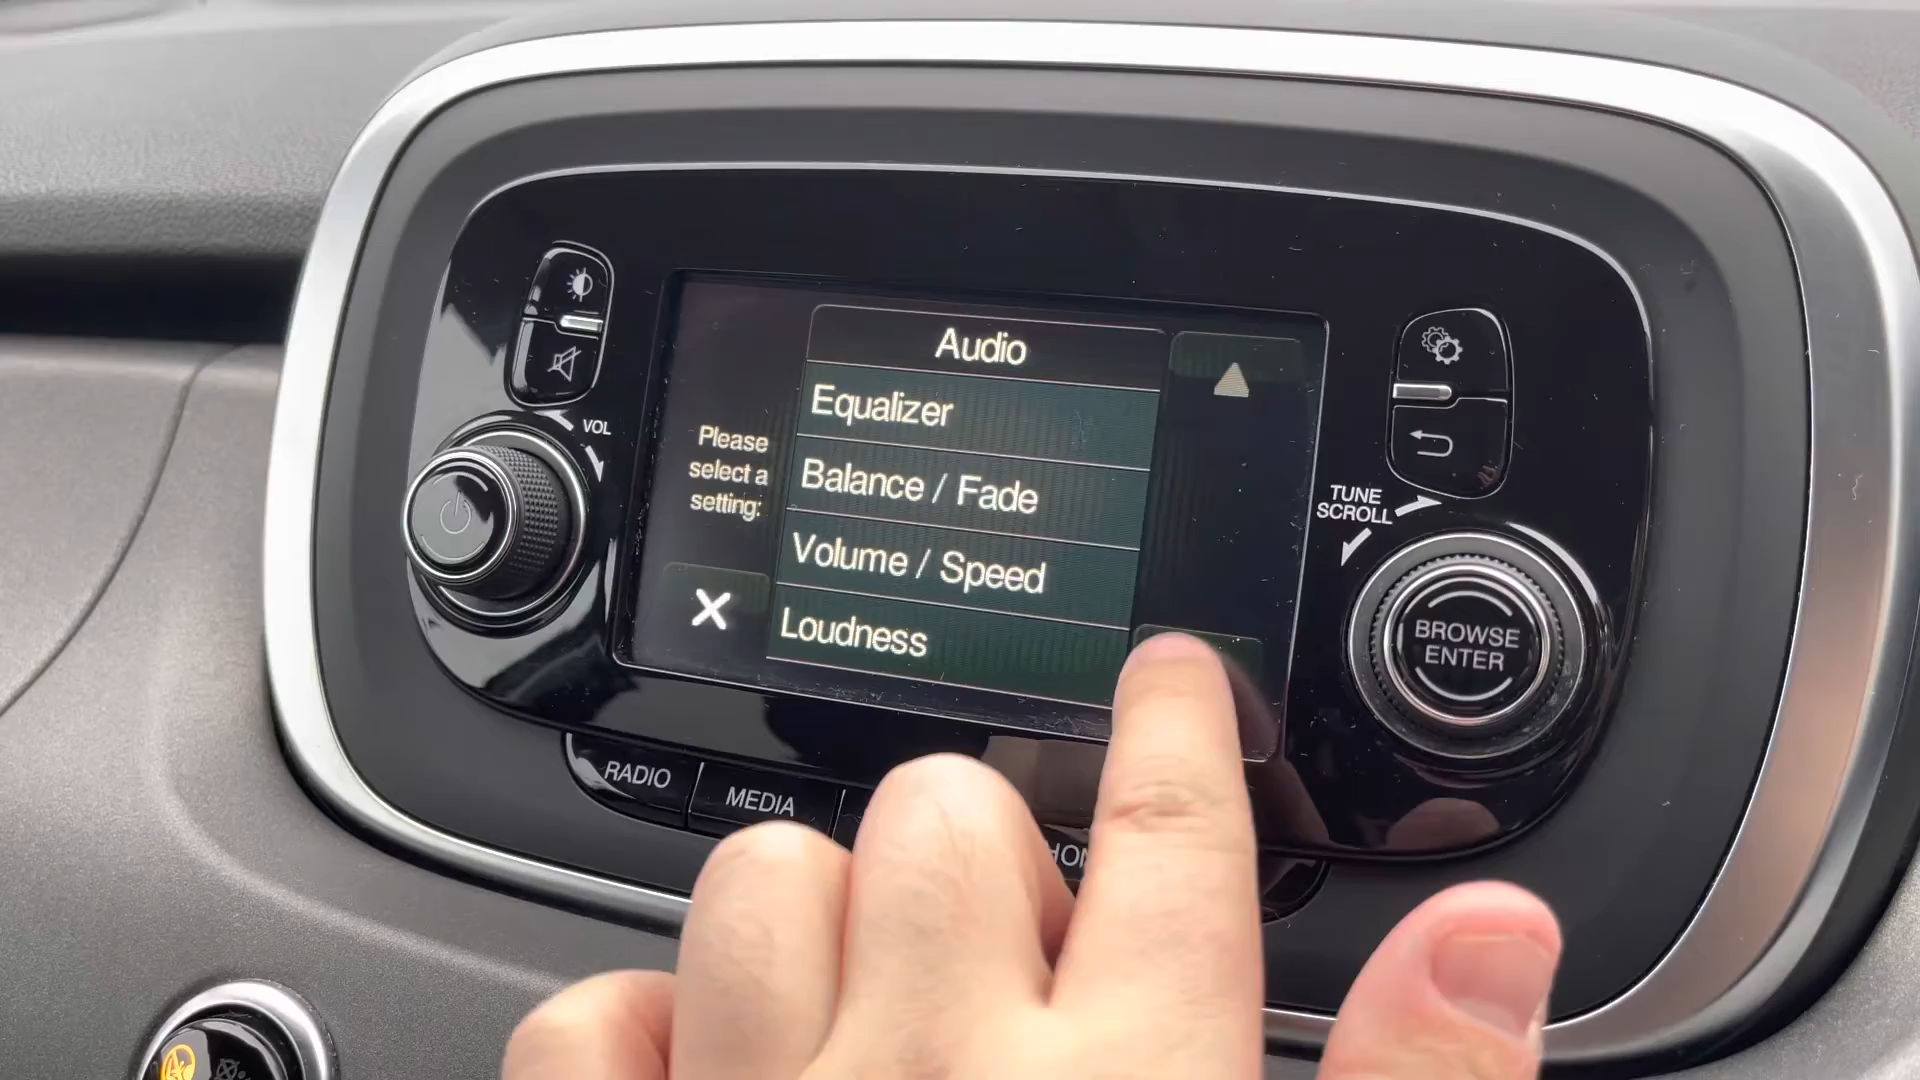 Audio
Equalizer
Balance / Fade
Volume / Speed
Loudness
Please
select a
setting:
VOL
TUNE
SCROLL
BROWSE
ENTER
RADIO
MEDIA